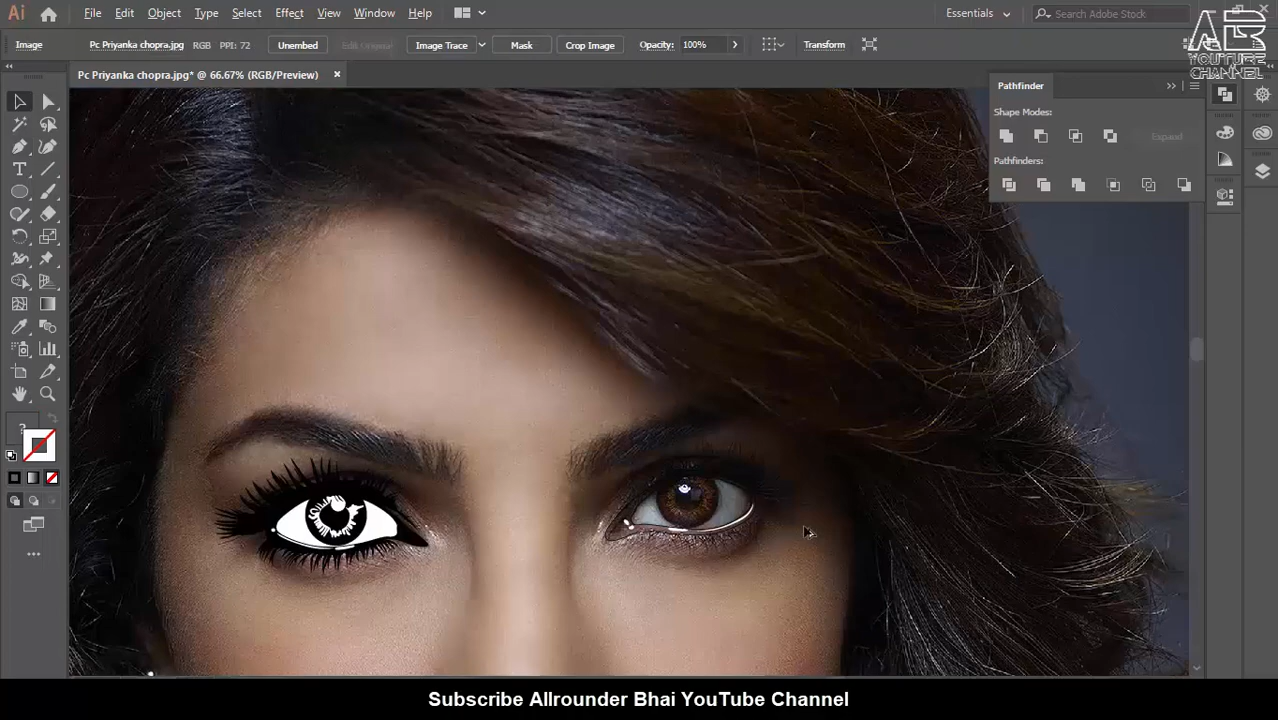 Ai File Edit Object Type Select Effect View Window Help Essentials Search Adobe Stock
AB
YOUTUBE
CHANNEL
Image Pc Priyanka chopra.jpg RGB PPI: 72 Unembed Edit Original Image Trace Mask Crop Image Opacity: 100% Transform
Pc Priyanka chopra.jpg* @ 66.67% (RGB/Preview)
Pathfinder
Shape Modes:
Expand
Pathfinders:
?
Subscribe Allrounder Bhai YouTube Channel